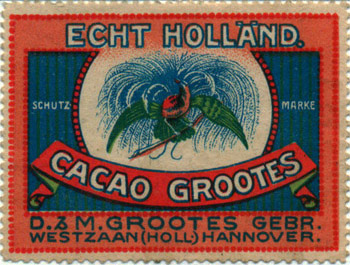 ECHT HOLLÄND.
SCHUTZ MARKE
CACAO GROOTES
D. & M. GROOTES GEBR.
WESTZAAN (HOLL.) HANNOVER.